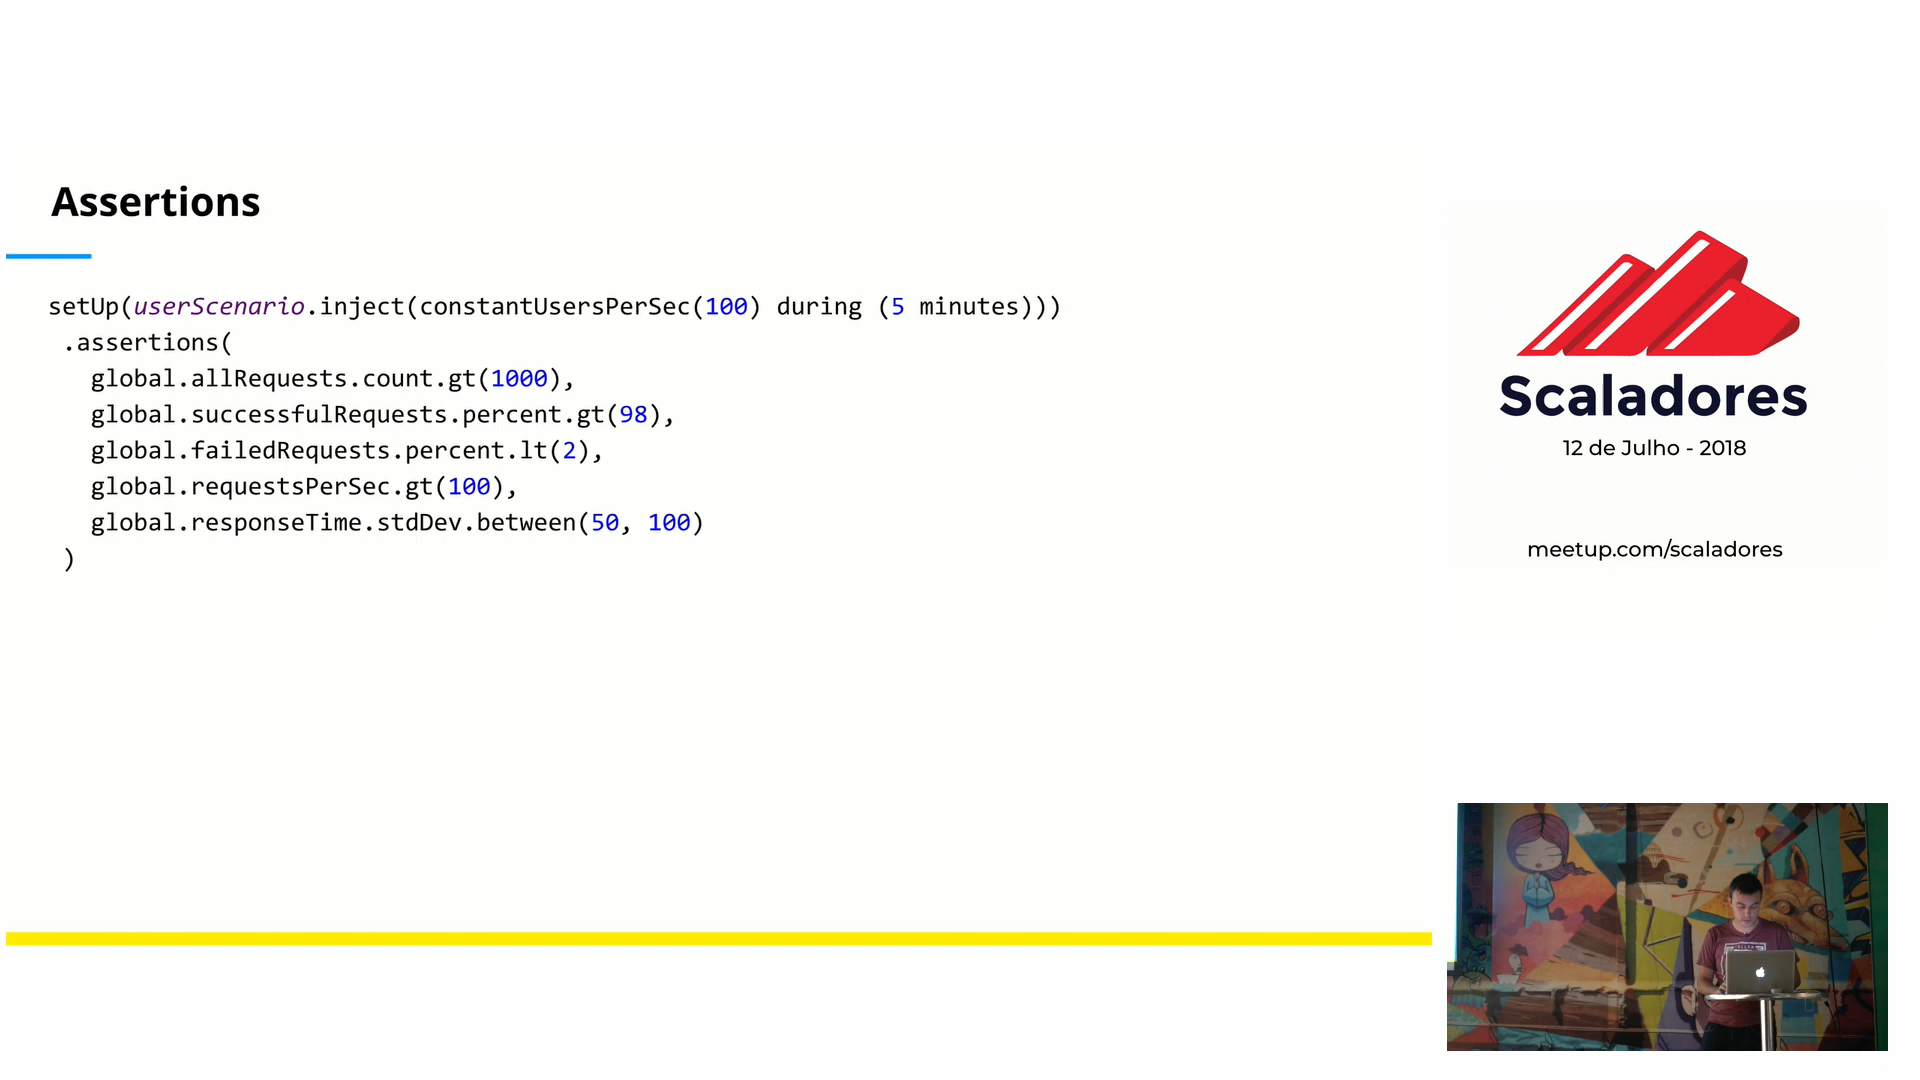 Assertions
setUp(userScenario.inject(constantUsersPerSec(100) during (5 minutes)))
.assertions(
global.allRequests.count.gt(1000),
global.successfulRequests.percent.gt(98),
global.failedRequests.percent.lt(2),
global.requestsPerSec.gt(100),
global.responseTime.stdDev.between(50, 100)
)
Scaladores
12 de Julho - 2018
meetup.com/scaladores